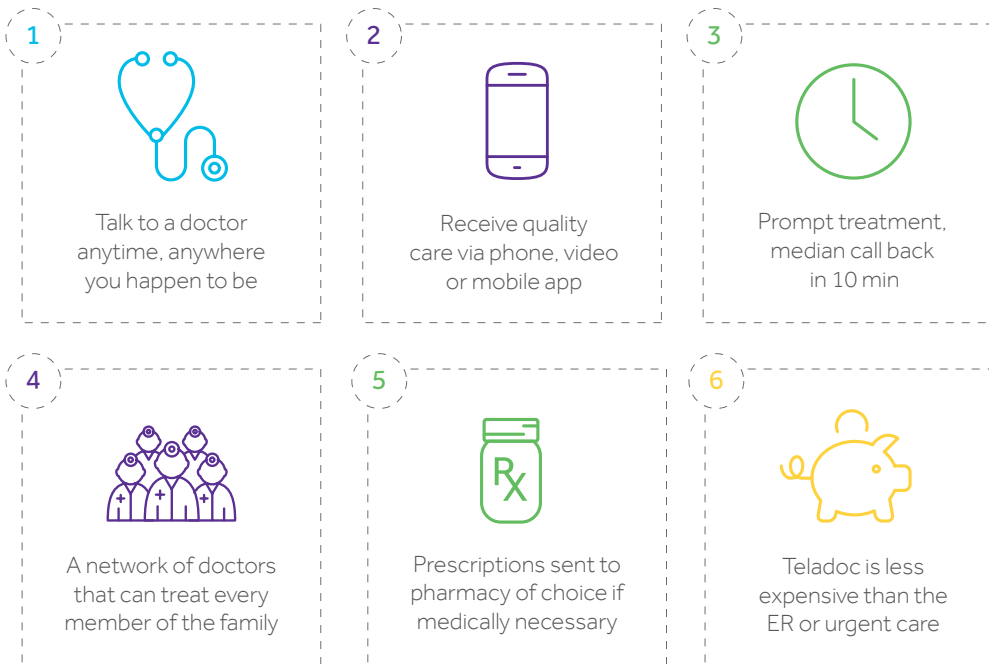 1
Talk to a doctor
anytime, anywhere
you happen to be
2
Receive quality
care via phone, video
or mobile app
3
Prompt treatment,
median call back
in 10 min
4
A network of doctors
that can treat every
member of the family
5
Rx
Prescriptions sent to
pharmacy of choice if
medically necessary
6
Teladoc is less
expensive than the
ER or urgent care